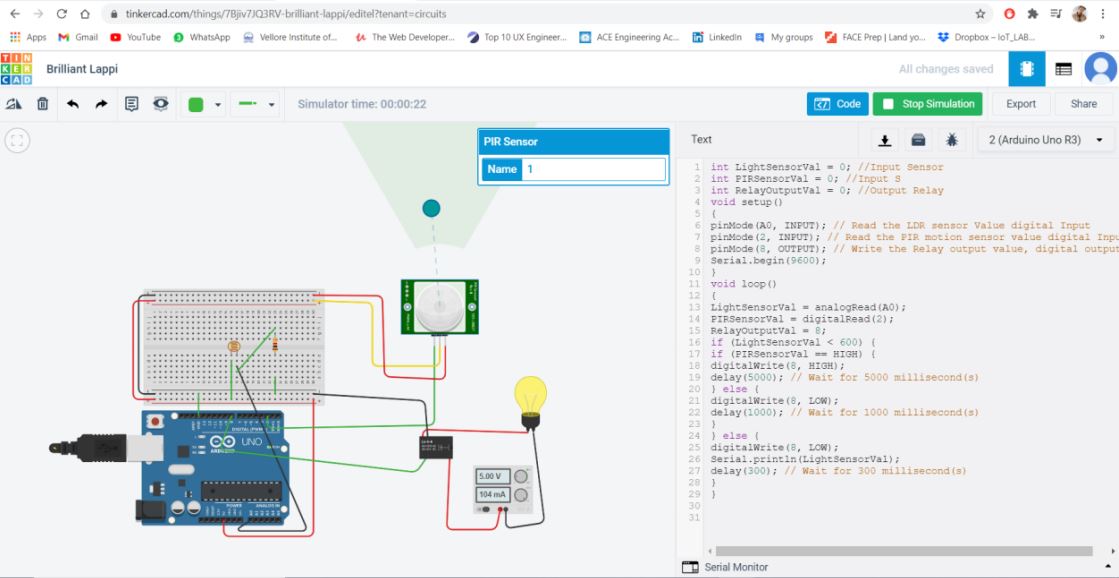 tinkercad.com/things/7Bjiv7JQ3RV-brilliant-lappi/editel?tenant=circuits
Apps Gmail YouTube WhatsApp Vellore Institute of... The Web Developer... Top 10 UX Engineer... ACE Engineering Ac... LinkedIn My groups FACE Prep | Land yo... Dropbox – IoT_LAB... »
TINKERCAD
Brilliant Lappi
All changes saved
Simulator time: 00:00:22
Code
Stop Simulation
Export
Share
PIR Sensor
Name 1
DIGITAL (PWM~)
UNO
ARDUINO
POWER
ANALOG IN
5.00 V
104 mA
Text
2 (Arduino Uno R3)
1 int LightSensorVal = 0; //Input Sensor
2 int PIRSensorVal = 0; //Input S
3 int RelayOutputVal = 0; //Output Relay
4 void setup()
5 {
6 pinMode(A0, INPUT); // Read the LDR sensor Value digital Input
7 pinMode(2, INPUT); // Read the PIR motion sensor value digital Inpu
8 pinMode(8, OUTPUT); // Write the Relay output value, digital output
9 Serial.begin(9600);
10 }
11 void loop()
12 {
13 LightSensorVal = analogRead(A0);
14 PIRSensorVal = digitalRead(2);
15 RelayOutputVal = 8;
16 if (LightSensorVal < 600) {
17 if (PIRSensorVal == HIGH) {
18 digitalWrite(8, HIGH);
19 delay(5000); // Wait for 5000 millisecond(s)
20 } else {
21 digitalWrite(8, LOW);
22 delay(1000); // Wait for 1000 millisecond(s)
23 }
24 } else {
25 digitalWrite(8, LOW);
26 Serial.println(LightSensorVal);
27 delay(300); // Wait for 300 millisecond(s)
28 }
29 }
30
31
Serial Monitor